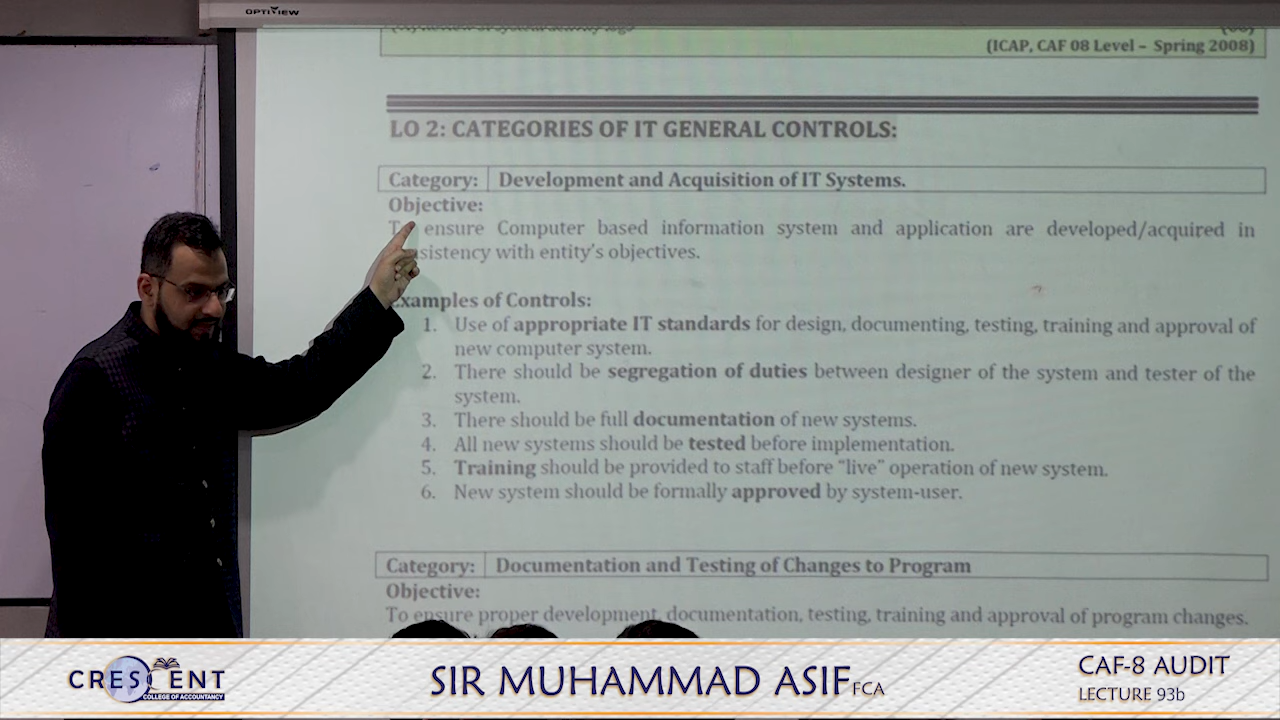 OPTIVIEW
(ICAP, CAF 08 Level – Spring 2008)
LO 2: CATEGORIES OF IT GENERAL CONTROLS:
Category: Development and Acquisition of IT Systems.
Objective:
To ensure Computer based information system and application are developed/acquired in
sistency with entity's objectives.
Examples of Controls:
1. Use of appropriate IT standards for design, documenting, testing, training and approval of
new computer system.
2. There should be segregation of duties between designer of the system and tester of the
system.
3. There should be full documentation of new systems.
4. All new systems should be tested before implementation.
5. Training should be provided to staff before "live" operation of new system.
6. New system should be formally approved by system-user.
Category: Documentation and Testing of Changes to Program
Objective:
To ensure proper development, documentation, testing, training and approval of program changes.
CRESCENT
COLLEGE OF ACCOUNTANCY
SIR MUHAMMAD ASIF FCA
CAF-8 AUDIT
LECTURE 93b